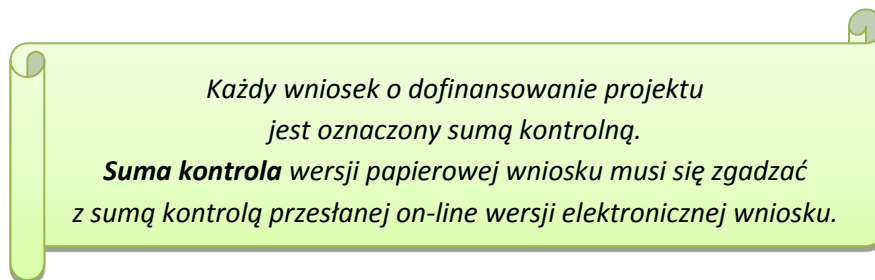 Każdy wniosek o dofinansowanie projektu
jest oznaczony sumą kontrolną.
Suma kontrola wersji papierowej wniosku musi się zgadzać
z sumą kontrolą przesłanej on-line wersji elektronicznej wniosku.